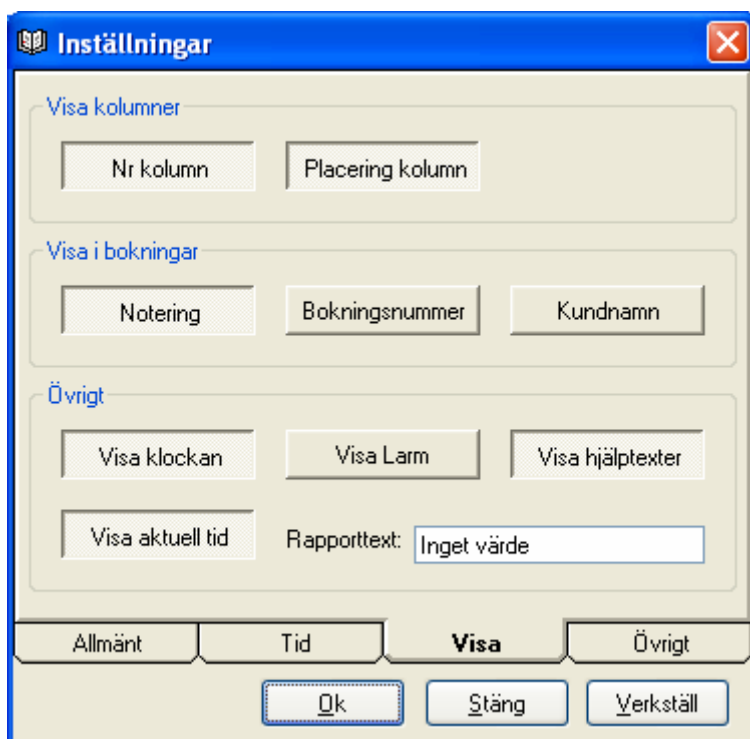 Inställningar
Visa kolumner
Nr kolumn Placering kolumn
Visa i bokningar
Notering Bokningsnummer Kundnamn
Övrigt
Visa klockan Visa Larm Visa hjälptexter
Visa aktuell tid Rapporttext: Inget värde
Allmänt Tid Visa Övrigt
Ok Stäng Verkställ